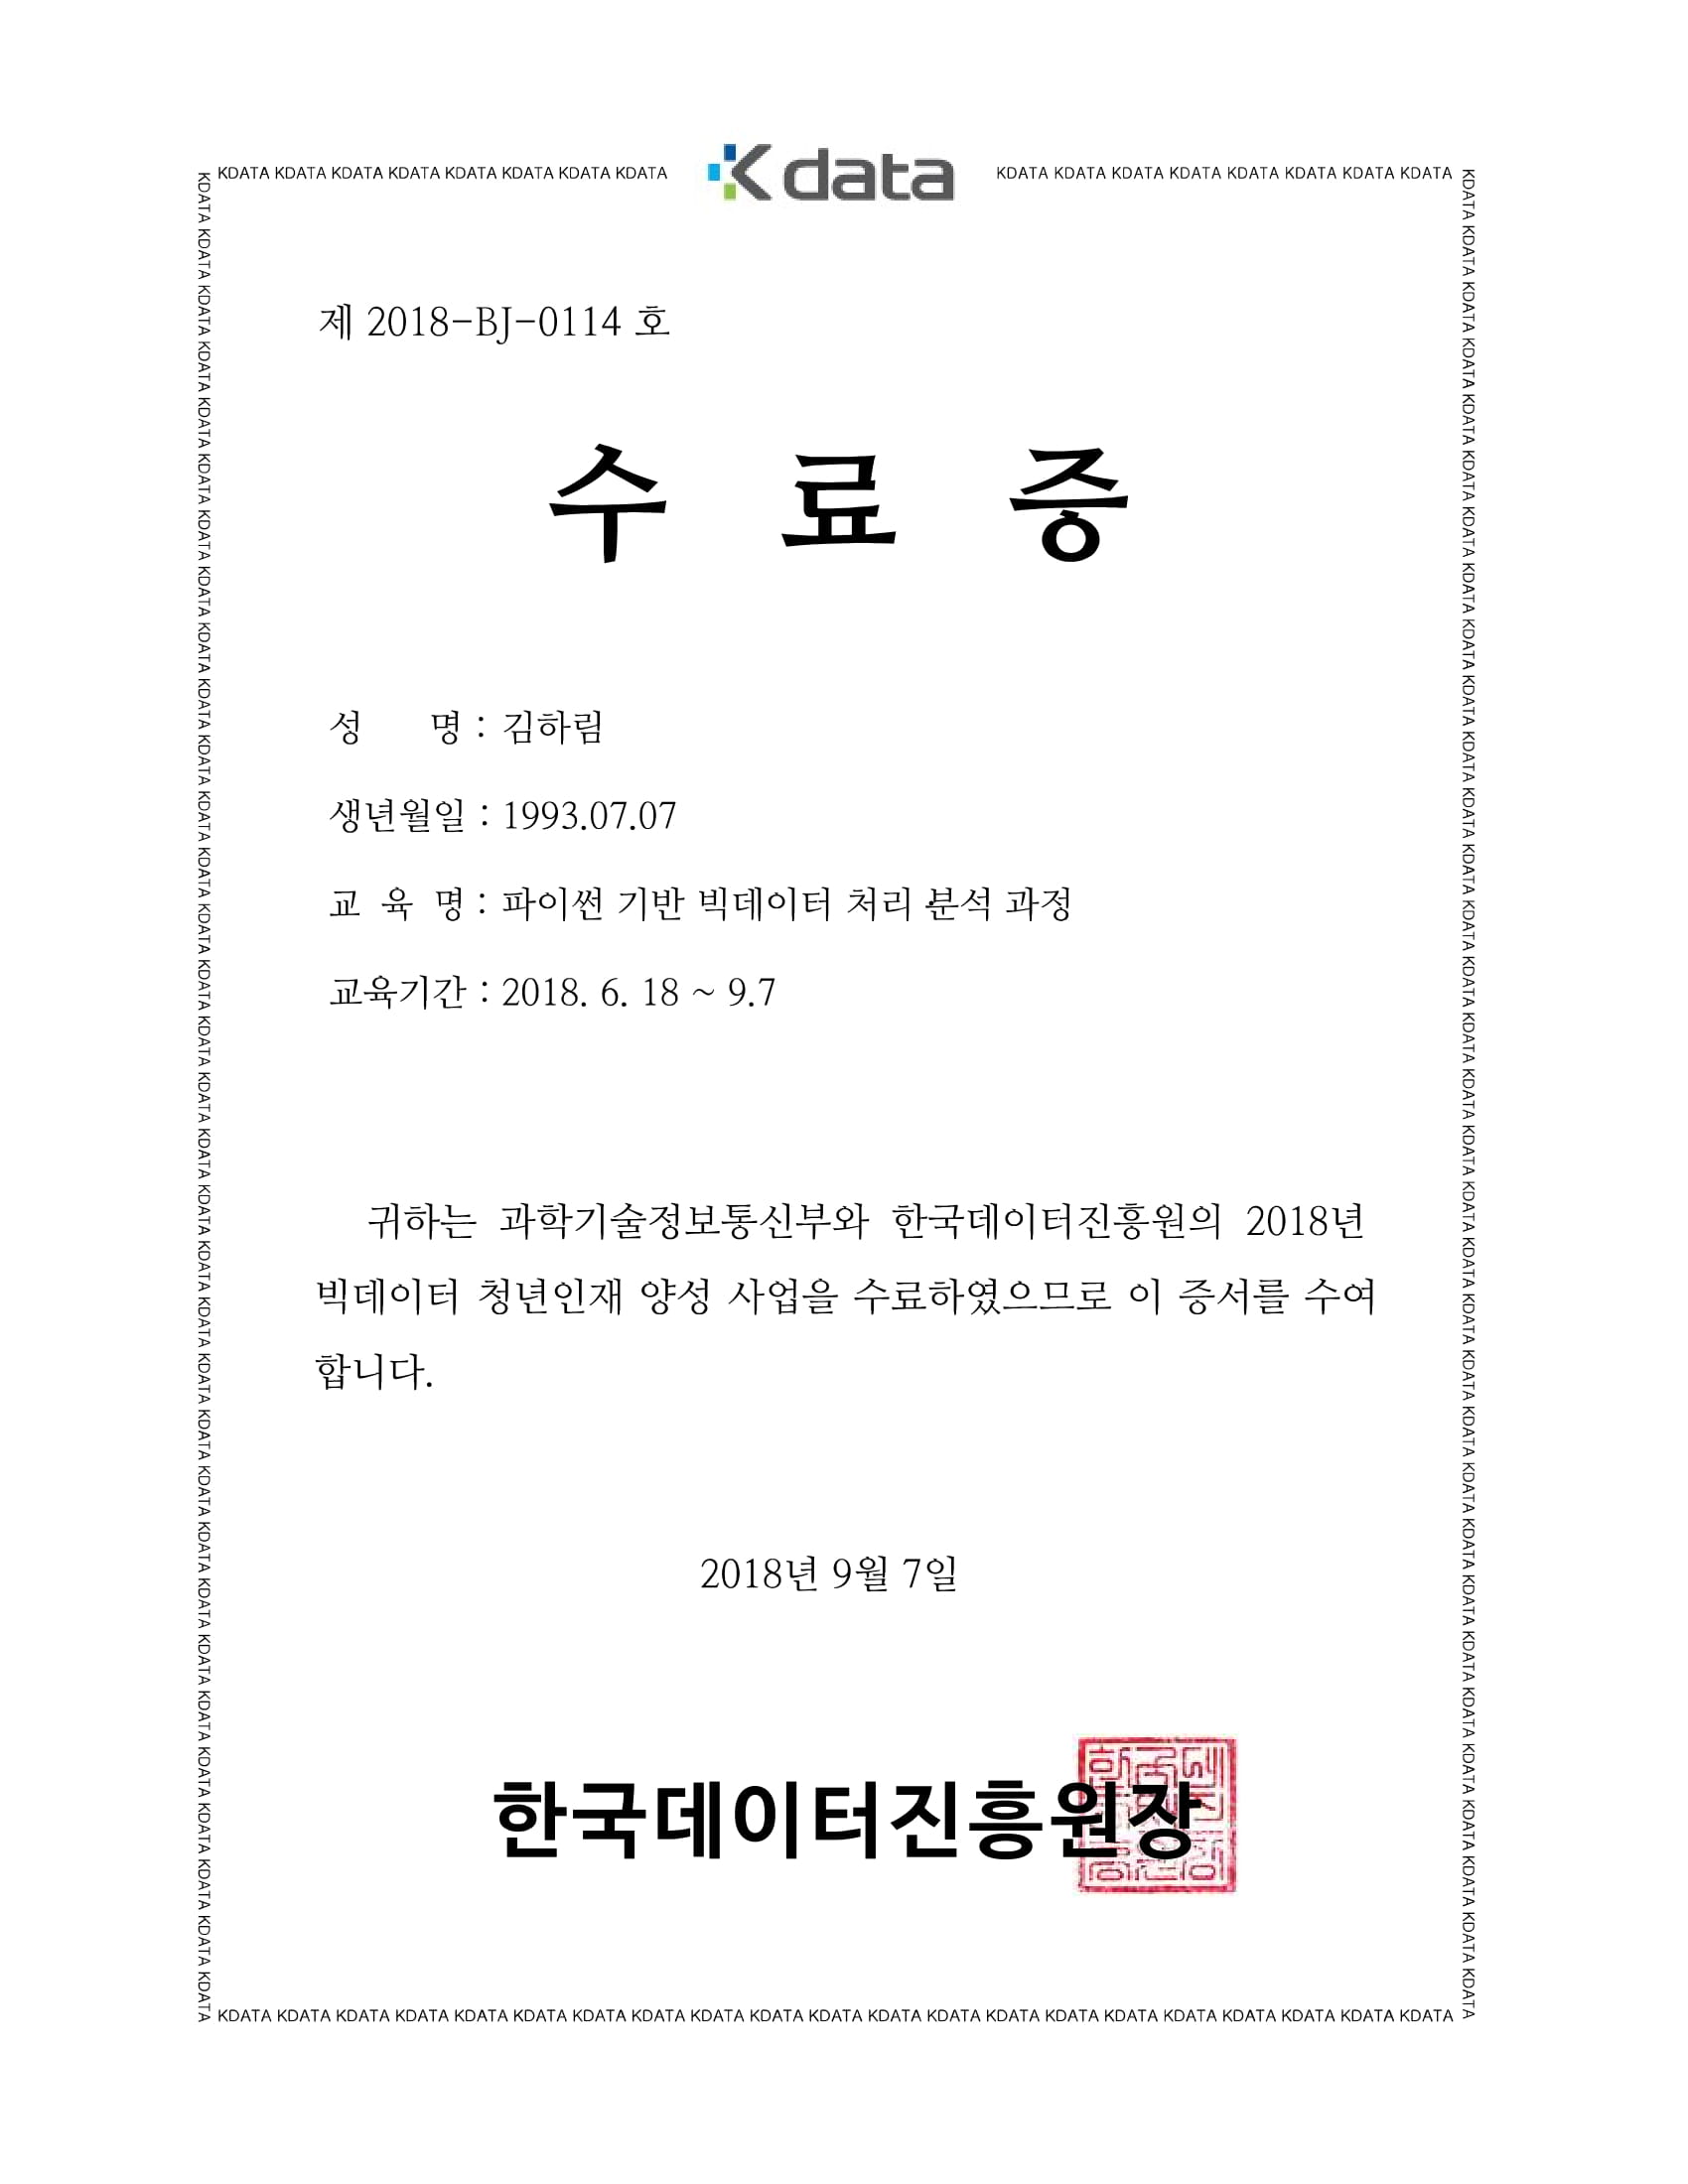 KDATA KDATA KDATA KDATA KDATA KDATA KDATA KDATA
K data
KDATA KDATA KDATA KDATA KDATA KDATA KDATA KDATA
제 2018-BJ-0114 호
수 료 증
성 명 : 김하림
생년월일 : 1993.07.07
교 육 명 : 파이썬 기반 빅데이터 처리 분석 과정
교육기간 : 2018. 6. 18 ~ 9.7
귀하는 과학기술정보통신부와 한국데이터진흥원의 2018년
빅데이터 청년인재 양성 사업을 수료하였으므로 이 증서를 수여
합니다.
2018년 9월 7일
한국데이터진흥원장
KDATA KDATA KDATA KDATA KDATA KDATA KDATA KDATA KDATA KDATA KDATA KDATA KDATA KDATA KDATA KDATA KDATA KDATA KDATA KDATA KDATA